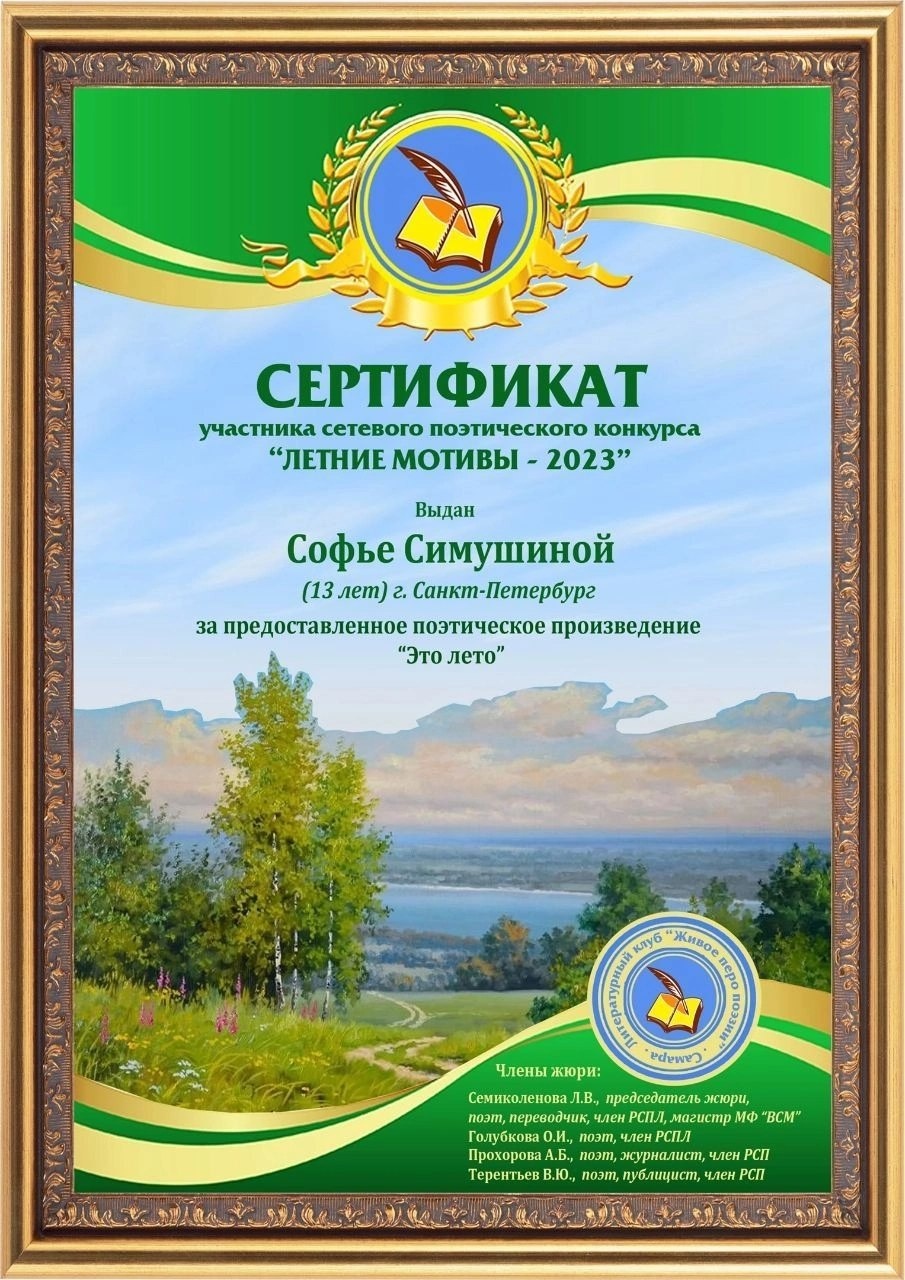 СЕРТИФИКАТ
участника сетевого поэтического конкурса
“ЛЕТНИЕ МОТИВЫ - 2023”
Выдан
Софье Симушиной
(13 лет) г. Санкт-Петербург
за предоставленное поэтическое произведение
“Это лето”
Литературный клуб “Живое перо поэзии” . Самара .
Члены жюри:
Семиколенова Л.В., председатель жюри,
поэт, переводчик, член РСПЛ, магистр МФ “ВСМ”
Голубкова О.И., поэт, член РСПЛ
Прохорова А.Б., поэт, журналист, член РСП
Терентьев В.Ю., поэт, публицист, член РСП